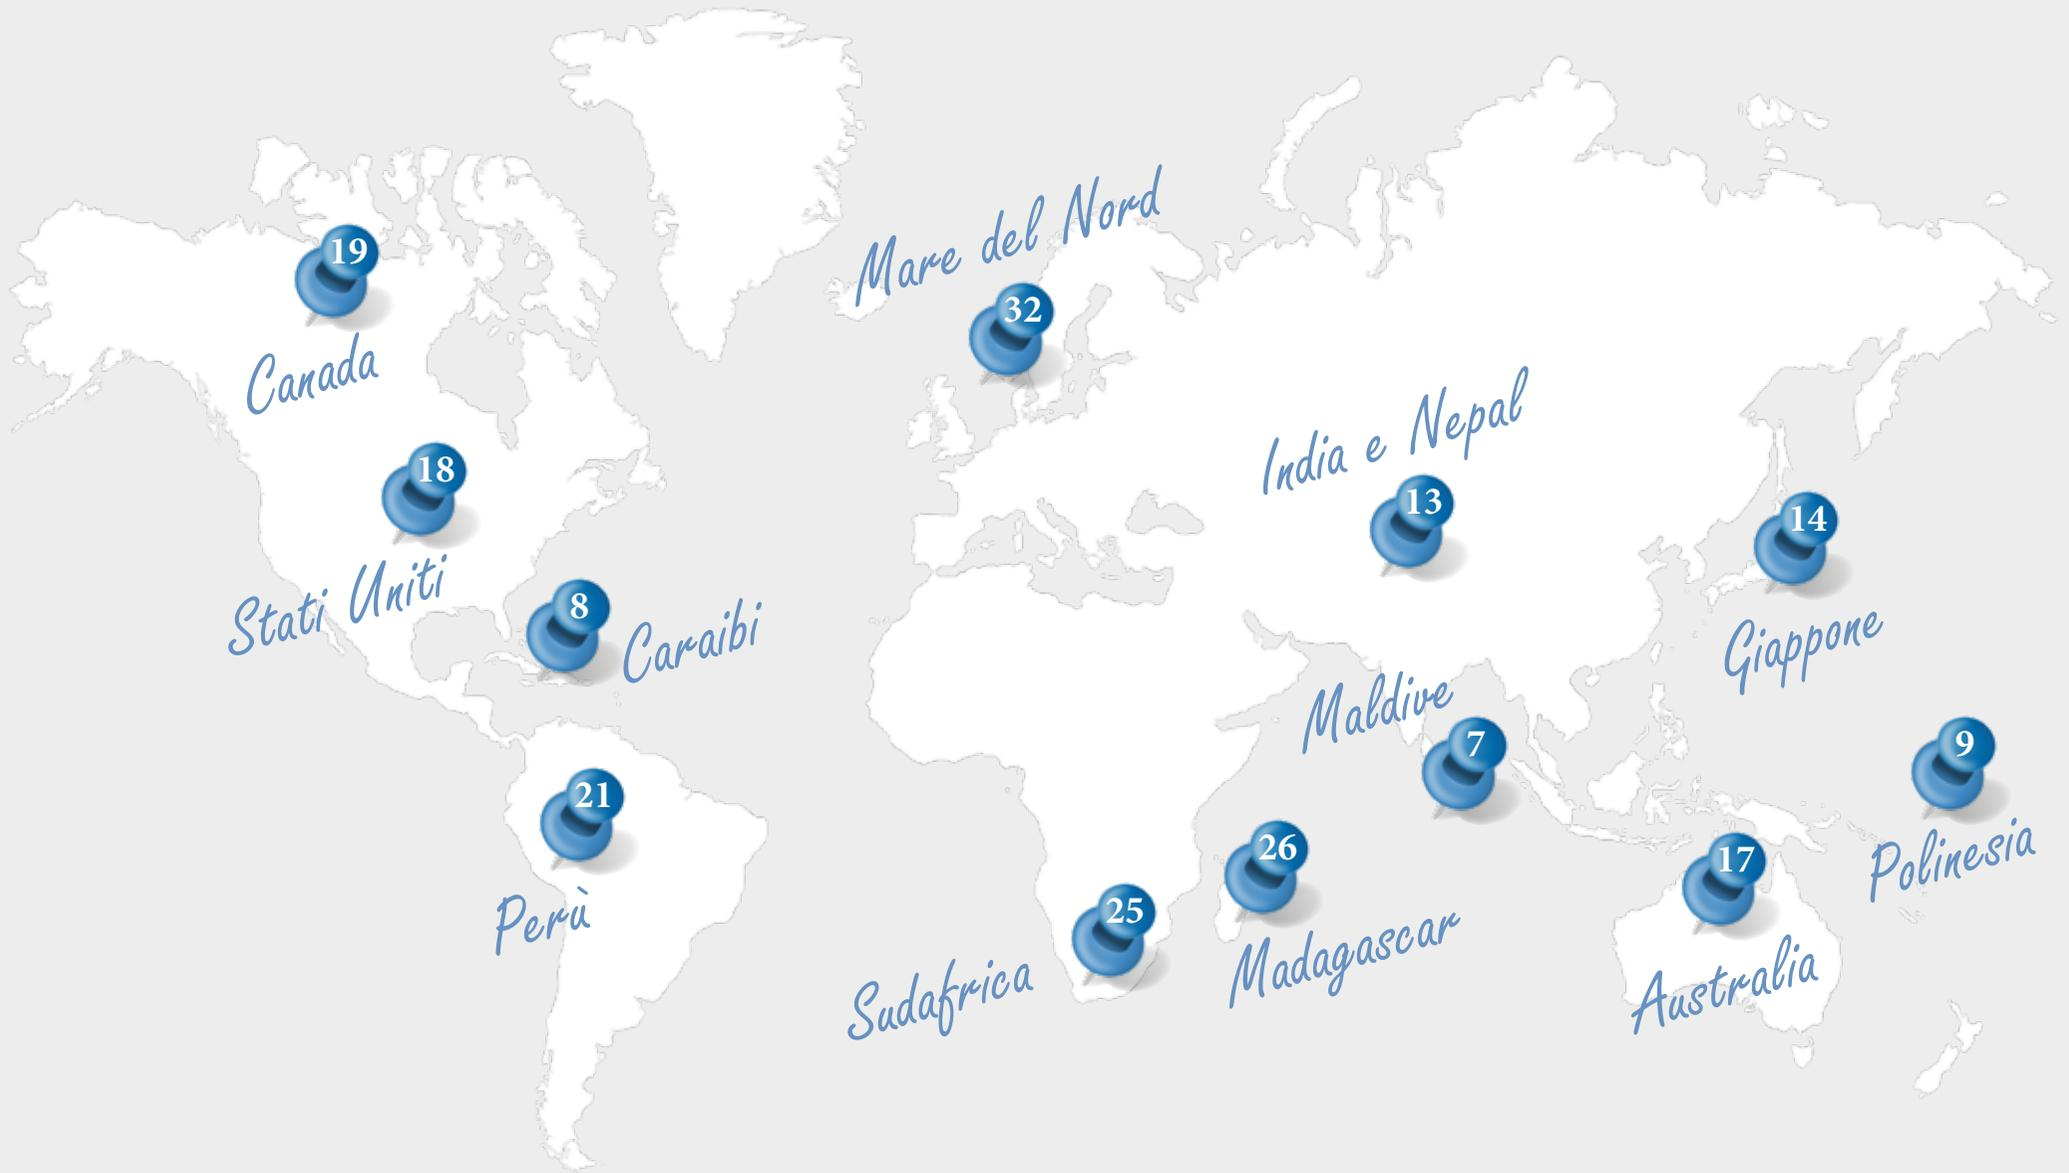 Mare del Nord
32
19
Canada
India e Nepal
13
18
Stati Uniti
14
Giappone
8
Caraibi
Maldive
7
9
Polinesia
21
Perù
26
Madagascar
17
Australia
25
Sudafrica